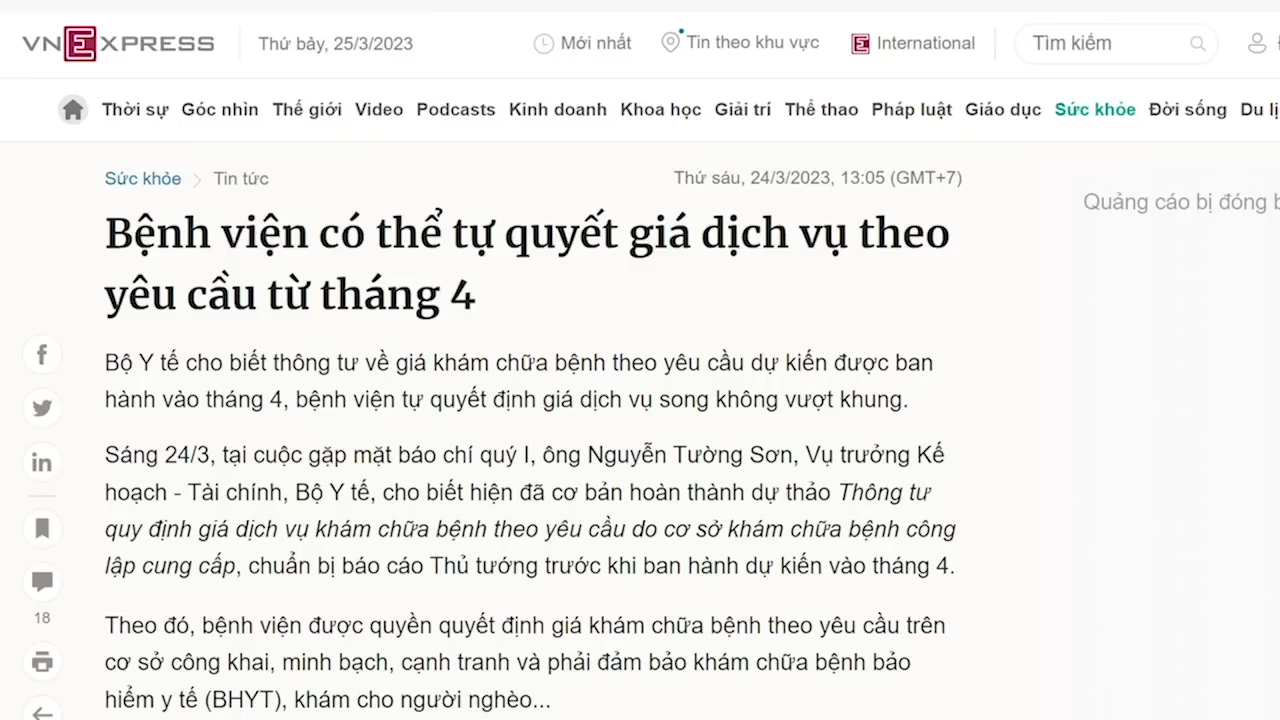 VNEXPRESS
Thứ bảy, 25/3/2023
Mới nhất
Tin theo khu vực
International
Tìm kiếm
Thời sự Góc nhìn Thế giới Video Podcasts Kinh doanh Khoa học Giải trí Thể thao Pháp luật Giáo dục Sức khỏe Đời sống Du lị
Sức khỏe > Tin tức
Thứ sáu, 24/3/2023, 13:05 (GMT+7)
Quảng cáo bị đóng b
Bệnh viện có thể tự quyết giá dịch vụ theo
yêu cầu từ tháng 4
Bộ Y tế cho biết thông tư về giá khám chữa bệnh theo yêu cầu dự kiến được ban
hành vào tháng 4, bệnh viện tự quyết định giá dịch vụ song không vượt khung.
Sáng 24/3, tại cuộc gặp mặt báo chí quý I, ông Nguyễn Tường Sơn, Vụ trưởng Kế
hoạch - Tài chính, Bộ Y tế, cho biết hiện đã cơ bản hoàn thành dự thảo Thông tư
quy định giá dịch vụ khám chữa bệnh theo yêu cầu do cơ sở khám chữa bệnh công
lập cung cấp, chuẩn bị báo cáo Thủ tướng trước khi ban hành dự kiến vào tháng 4.
18
Theo đó, bệnh viện được quyền quyết định giá khám chữa bệnh theo yêu cầu trên
cơ sở công khai, minh bạch, cạnh tranh và phải đảm bảo khám chữa bệnh bảo
hiểm y tế (BHYT), khám cho người nghèo...